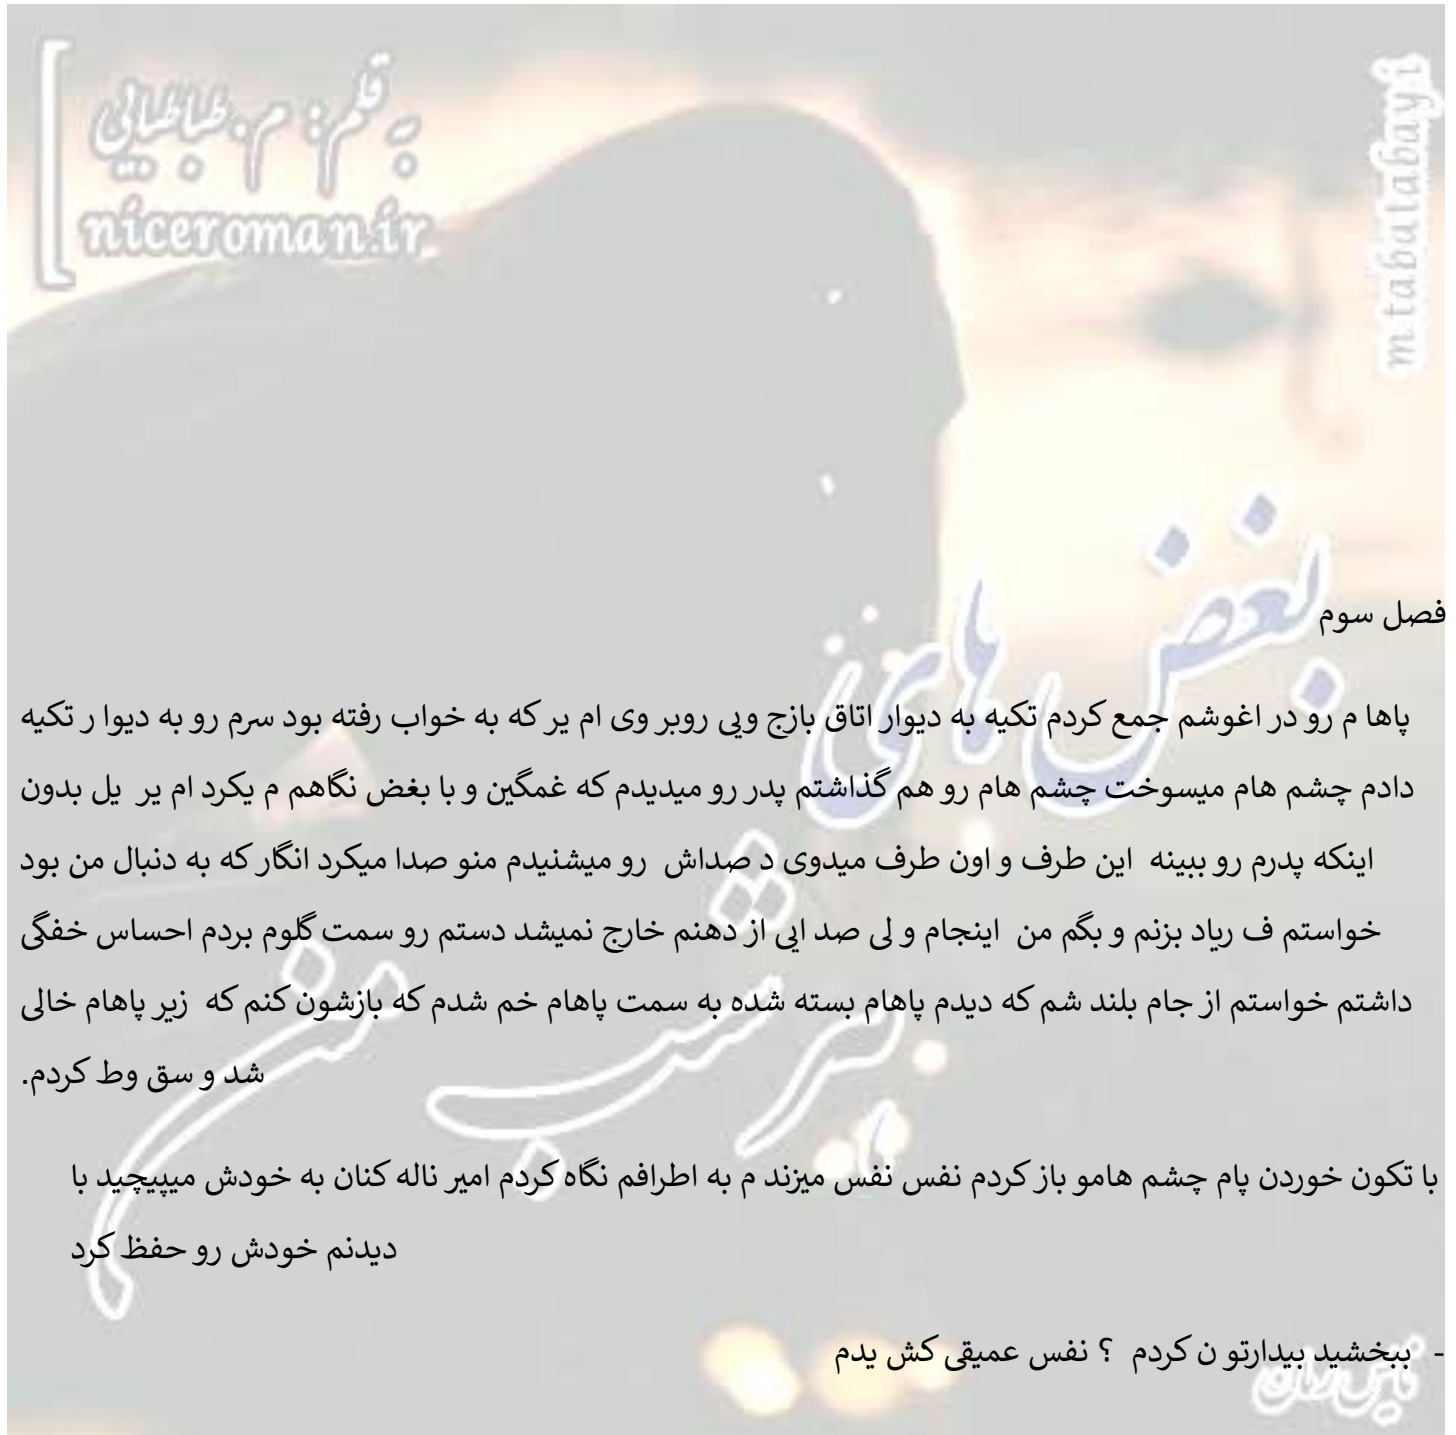 به قلم: م. طباطبایی
niceroman.ir
m tabatabayi
بغض های
هر شب من
نایس رمان
فصل سوم
پاها م رو در اغوشم جمع کردم تکیه به دیوار اتاق بازج ویی روبر وی ام یر که به خواب رفته بود سرم رو به دیوا ر تکیه
دادم چشم هام میسوخت چشم هام رو هم گذاشتم پدر رو میدیدم که غمگین و با بغض نگاهم م یکرد ام یر یل بدون
اینکه پدرم رو ببینه این طرف و اون طرف میدوی د صداش رو میشنیدم منو صدا میکرد انگار که به دنبال من بود
خواستم ف ریاد بزنم و بگم من اینجام و لی صد ایی از دهنم خارج نمیشد دستم رو سمت گلوم بردم احساس خفگی
داشتم خواستم از جام بلند شم که دیدم پاهام بسته شده به سمت پاهام خم شدم که بازشون کنم که زیر پاهام خالی
شد و سق وط کردم.
با تکون خوردن پام چشم هامو باز کردم نفس نفس میزند م به اطرافم نگاه کردم امیر ناله کنان به خودش میپیچید با
دیدنم خودش رو حفظ کرد
- ببخشید بیدارتو ن کردم ؟ نفس عمیقی کش یدم